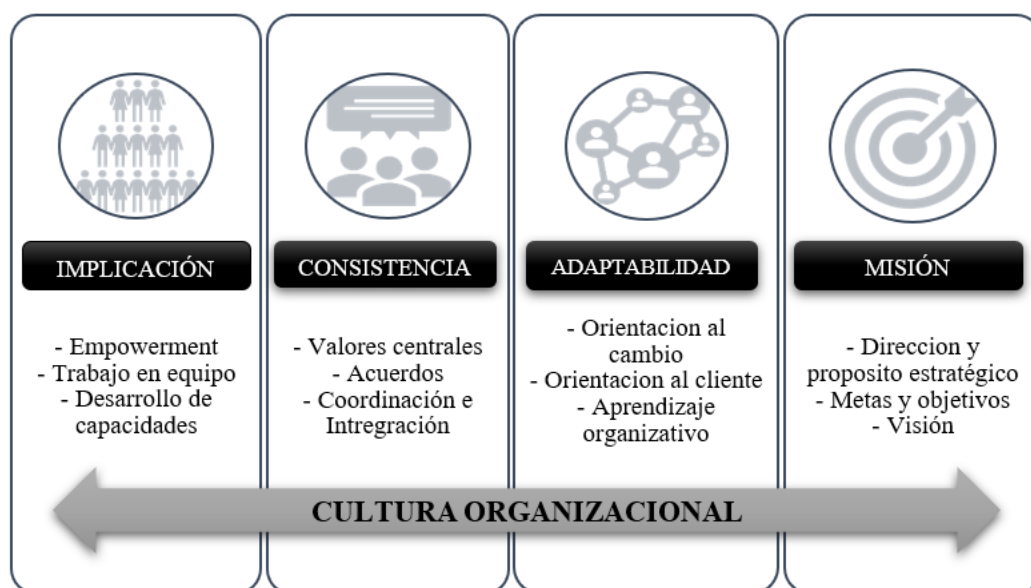 IMPLICACIÓN
- Empowerment
- Trabajo en equipo
- Desarrollo de
capacidades
CONSISTENCIA
- Valores centrales
- Acuerdos
- Coordinación e
Intregración
ADAPTABILIDAD
- Orientacion al
cambio
- Orientacion al cliente
- Aprendizaje
organizativo
MISIÓN
- Direccion y
proposito estratégico
- Metas y objetivos
- Visión
CULTURA ORGANIZACIONAL